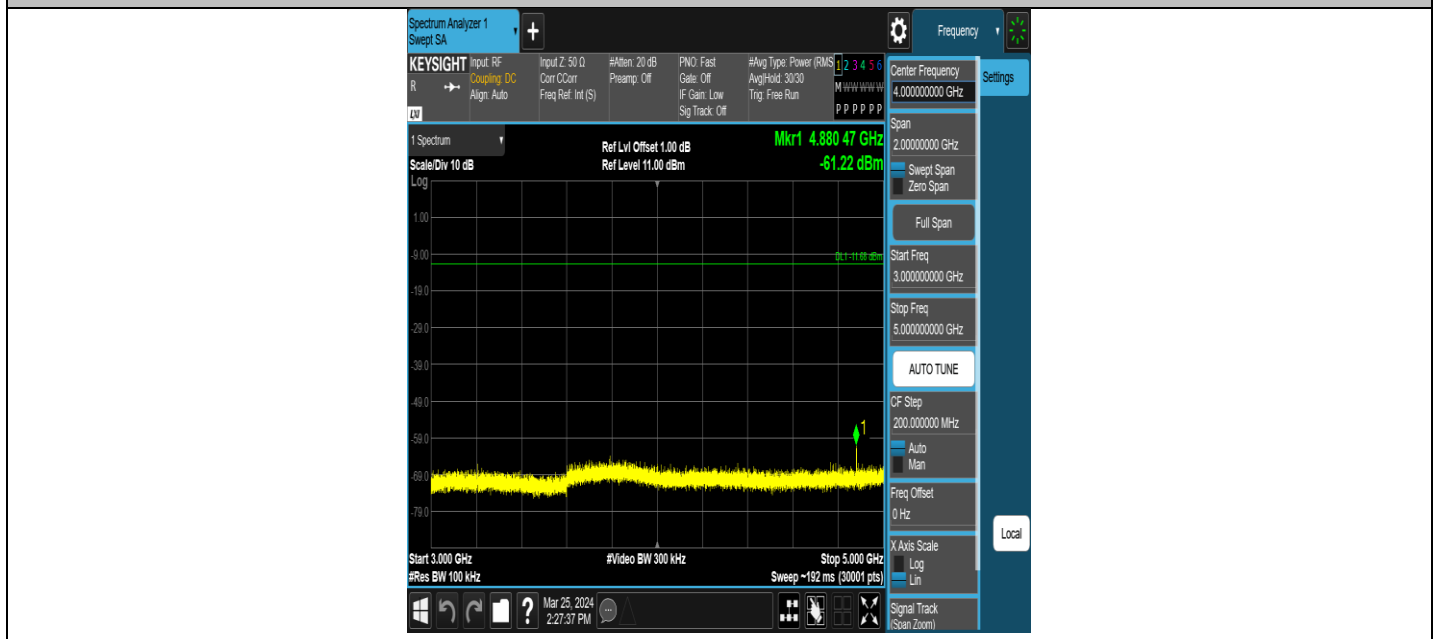 Spectrum Analyzer 1
Swept SA
+
Frequency
KEYSIGHT
R
LXI
Input: RF
Coupling: DC
Align: Auto
Input Z: 50 Ω
Corr CCorr
Freq Ref: Int (S)
#Atten: 20 dB
Preamp: Off
PNO: Fast
Gate: Off
IF Gain: Low
Sig Track: Off
#Avg Type: Power (RMS
Avg|Hold: 30/30
Trig: Free Run
1 2 3 4 5 6
M W W W W W
P P P P P P
1 Spectrum
Scale/Div 10 dB
Log
Ref Lvl Offset 1.00 dB
Ref Level 11.00 dBm
Mkr1 4.880 47 GHz
-61.22 dBm
1.00
-9.00
DL1 -11.68 dBm
-19.0
-29.0
-39.0
-49.0
1
-59.0
-69.0
-79.0
Start 3.000 GHz
#Res BW 100 kHz
#Video BW 300 kHz
Stop 5.000 GHz
Sweep ~192 ms (30001 pts)
Mar 25, 2024
2:27:37 PM
?
Center Frequency
4.000000000 GHz
Settings
Span
2.00000000 GHz
Swept Span
Zero Span
Full Span
Start Freq
3.000000000 GHz
Stop Freq
5.000000000 GHz
AUTO TUNE
CF Step
200.000000 MHz
Auto
Man
Freq Offset
0 Hz
Local
X Axis Scale
Log
Lin
Signal Track
(Span Zoom)